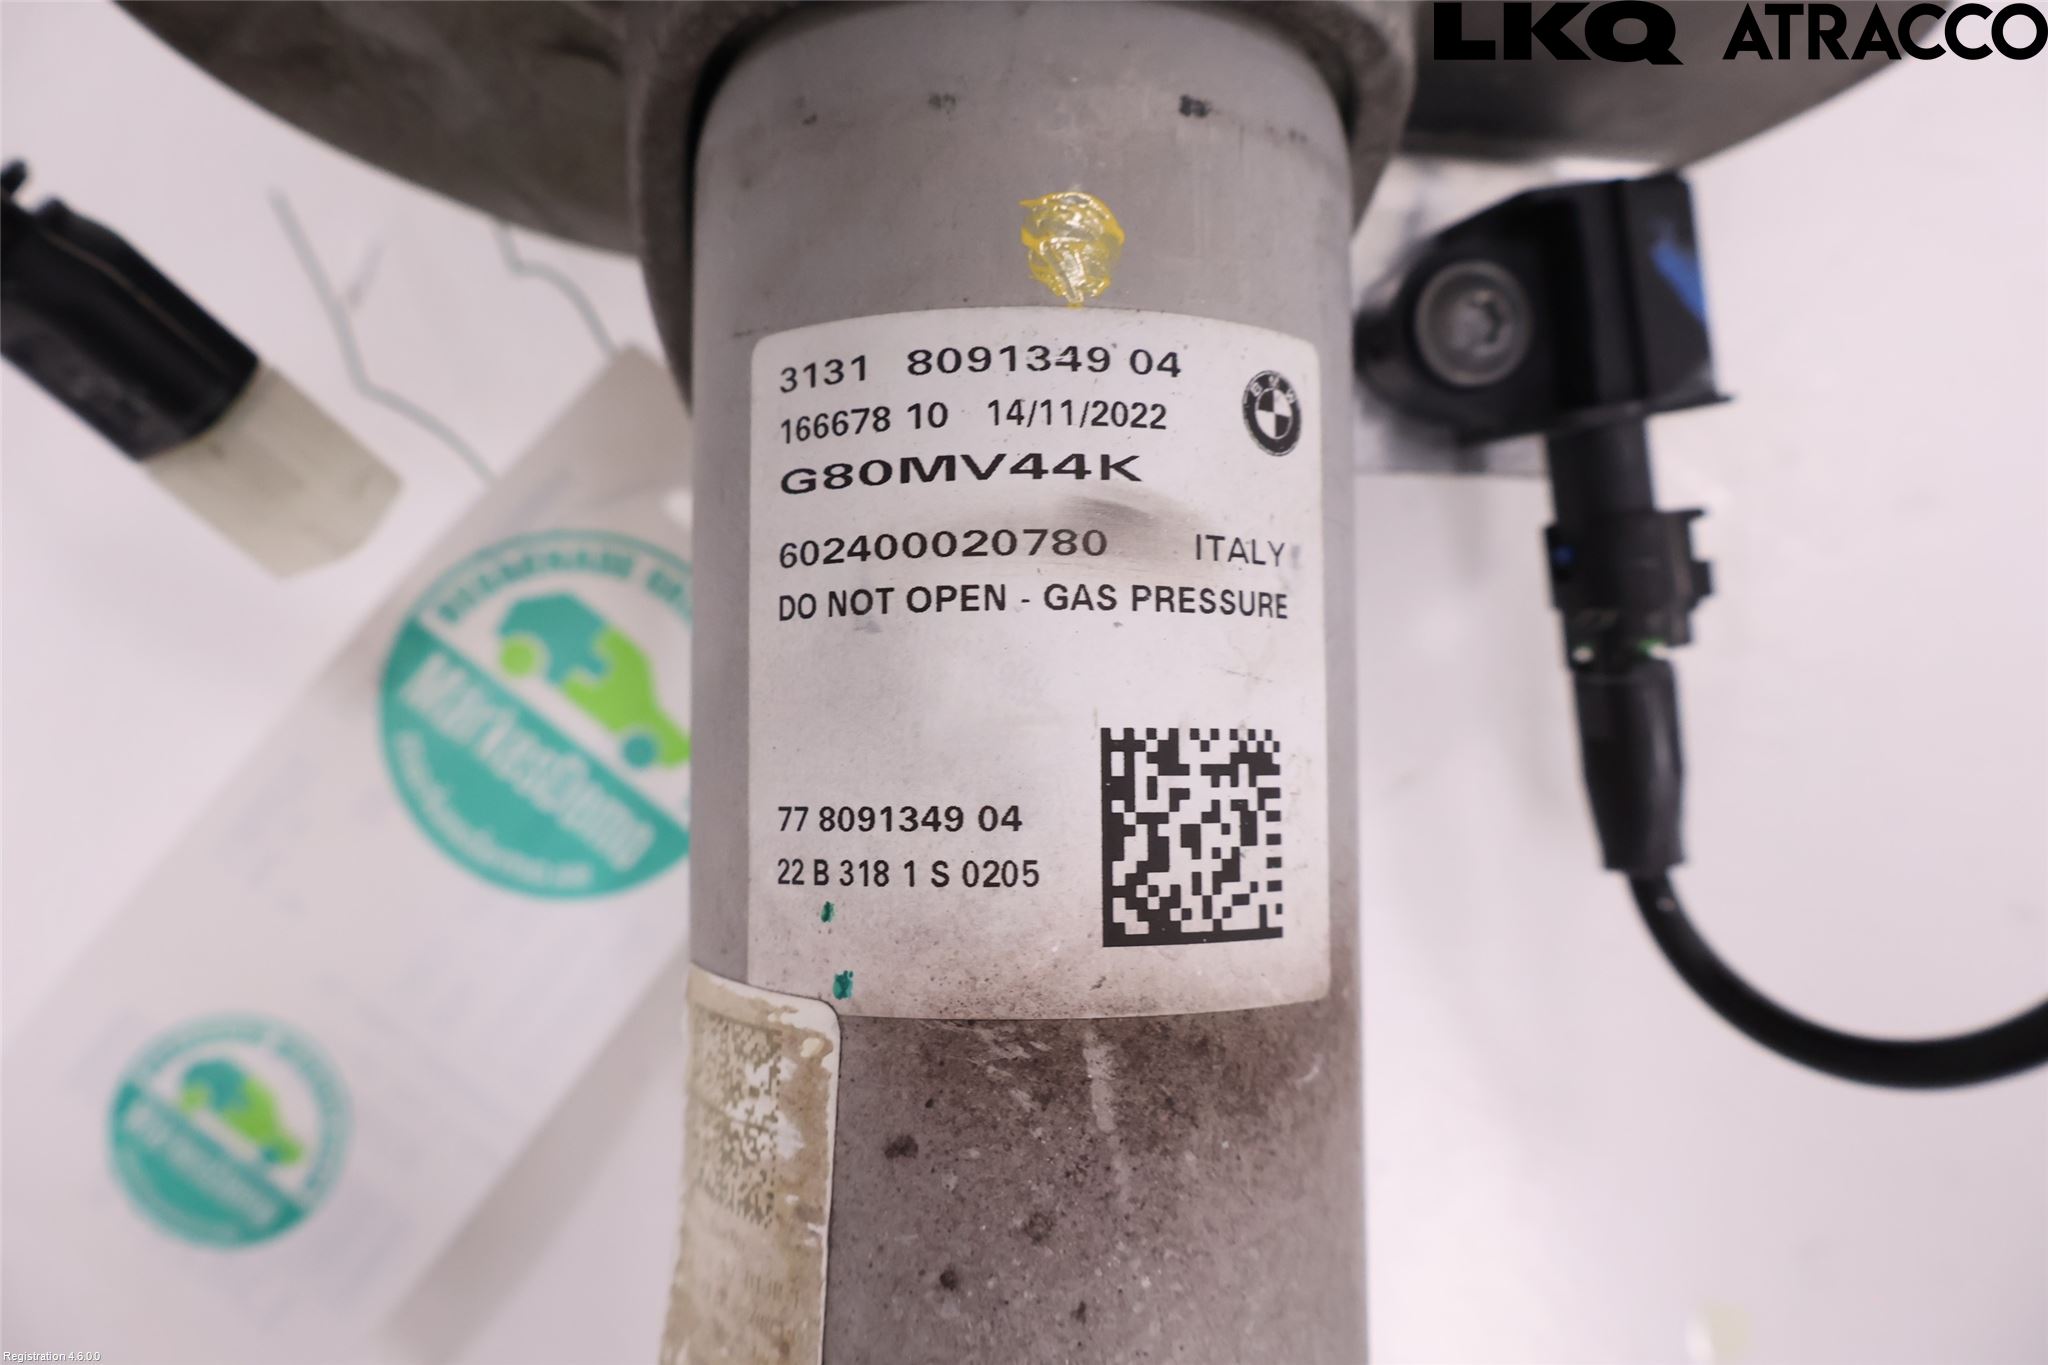 LKQ ATRACCO
3131 8091349 04
BMW
166678 10 14/11/2022
G80MV44K
602400020780 ITALY
DO NOT OPEN - GAS PRESSURE
77 8091349 04
22 B 318 1 S 0205
Registration 4.6.0.0